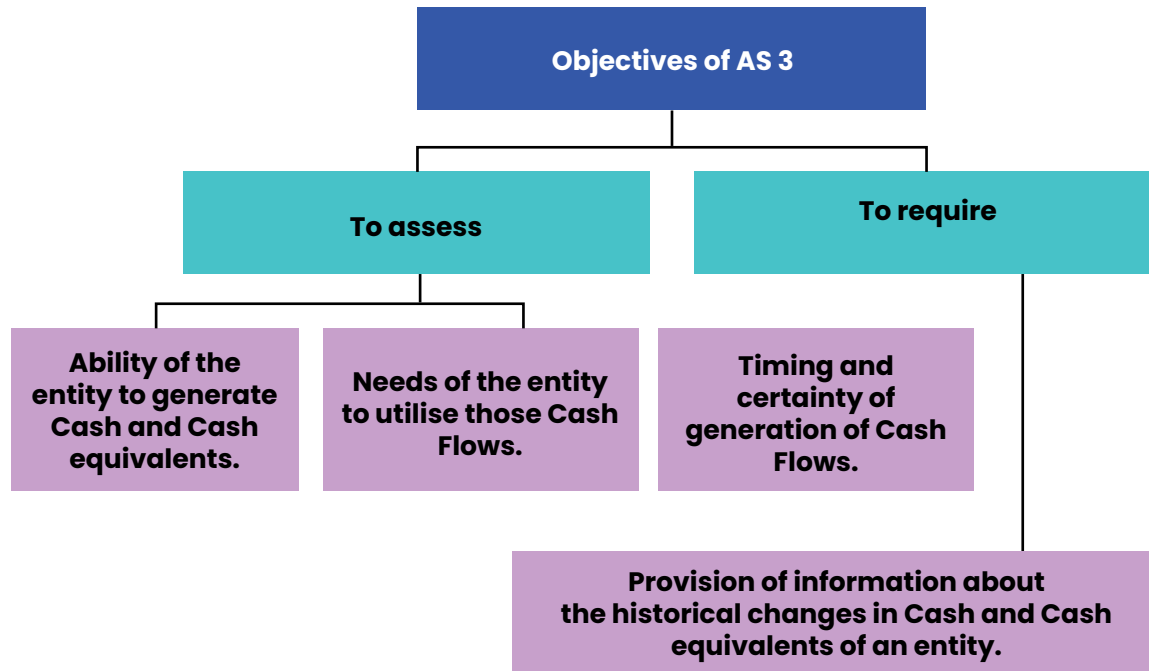 Objectives of AS 3
To assess
To require
Ability of the
entity to generate
Cash and Cash
equivalents.
Needs of the entity
to utilise those Cash
Flows.
Timing and
certainty of
generation of Cash
Flows.
Provision of information about
the historical changes in Cash and Cash
equivalents of an entity.